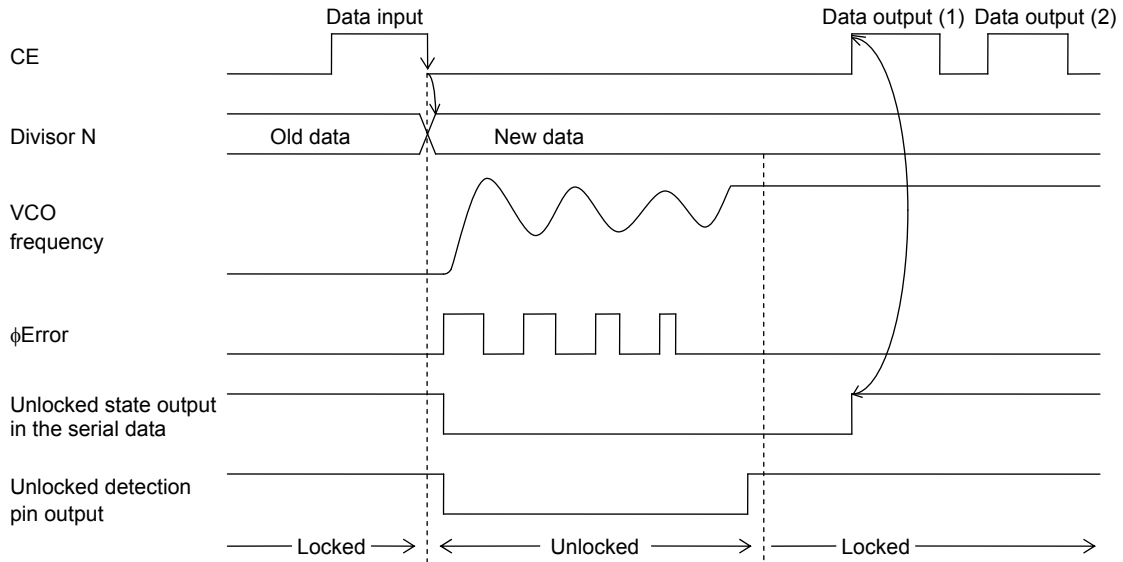 Data input
Data output (1)
Data output (2)
CE
Divisor N
Old data
New data
VCO
frequency
ϕError
Unlocked state output
in the serial data
Unlocked detection
pin output
Locked
Unlocked
Locked